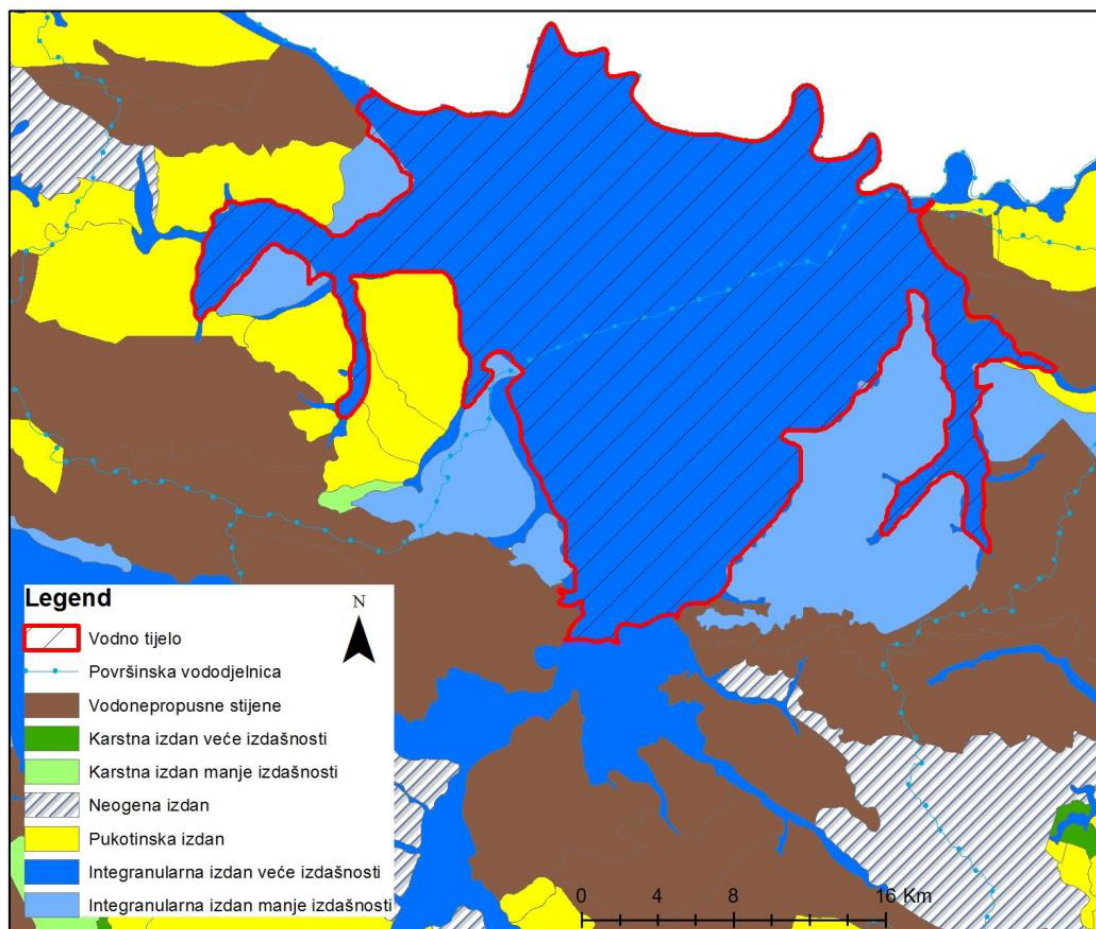 Legend
N
Vodno tijelo
Površinska vododjelnica
Vodonepropusne stijene
Karstna izdan veće izdašnosti
Karstna izdan manje izdašnosti
Neogena izdan
Pukotinska izdan
Integranularna izdan veće izdašnosti
Integranularna izdan manje izdašnosti
0 4 8 16 Km